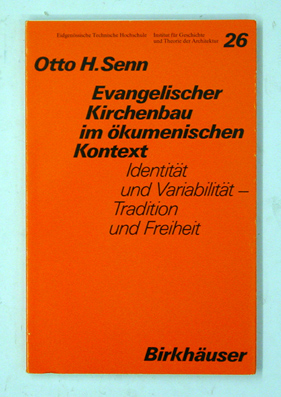 Eidgenössische Technische Hochschule Institut für Geschichte
und Theorie der Architektur 26
Otto H. Senn
Evangelischer
Kirchenbau
im ökumenischen
Kontext
Identität
und Variabilität –
Tradition
und Freiheit
Birkhäuser